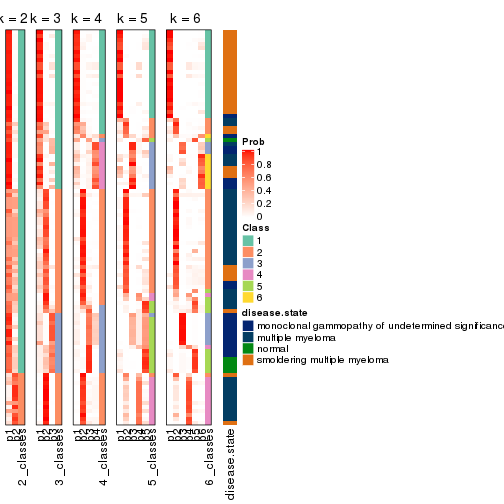 k = 2 k = 3 k = 4 k = 5 k = 6
Prob
1
0.8
0.6
0.4
0.2
0
Class
1
2
3
4
5
6
disease.state
monoclonal gammopathy of undetermined significance
multiple myeloma
normal
smoldering multiple myeloma
p1
p2
2_classes
p1
p2
p3
3_classes
p1
p2
p3
p4
4_classes
p1
p2
p3
p4
p5
5_classes
p1
p2
p3
p4
p5
p6
6_classes
disease.state